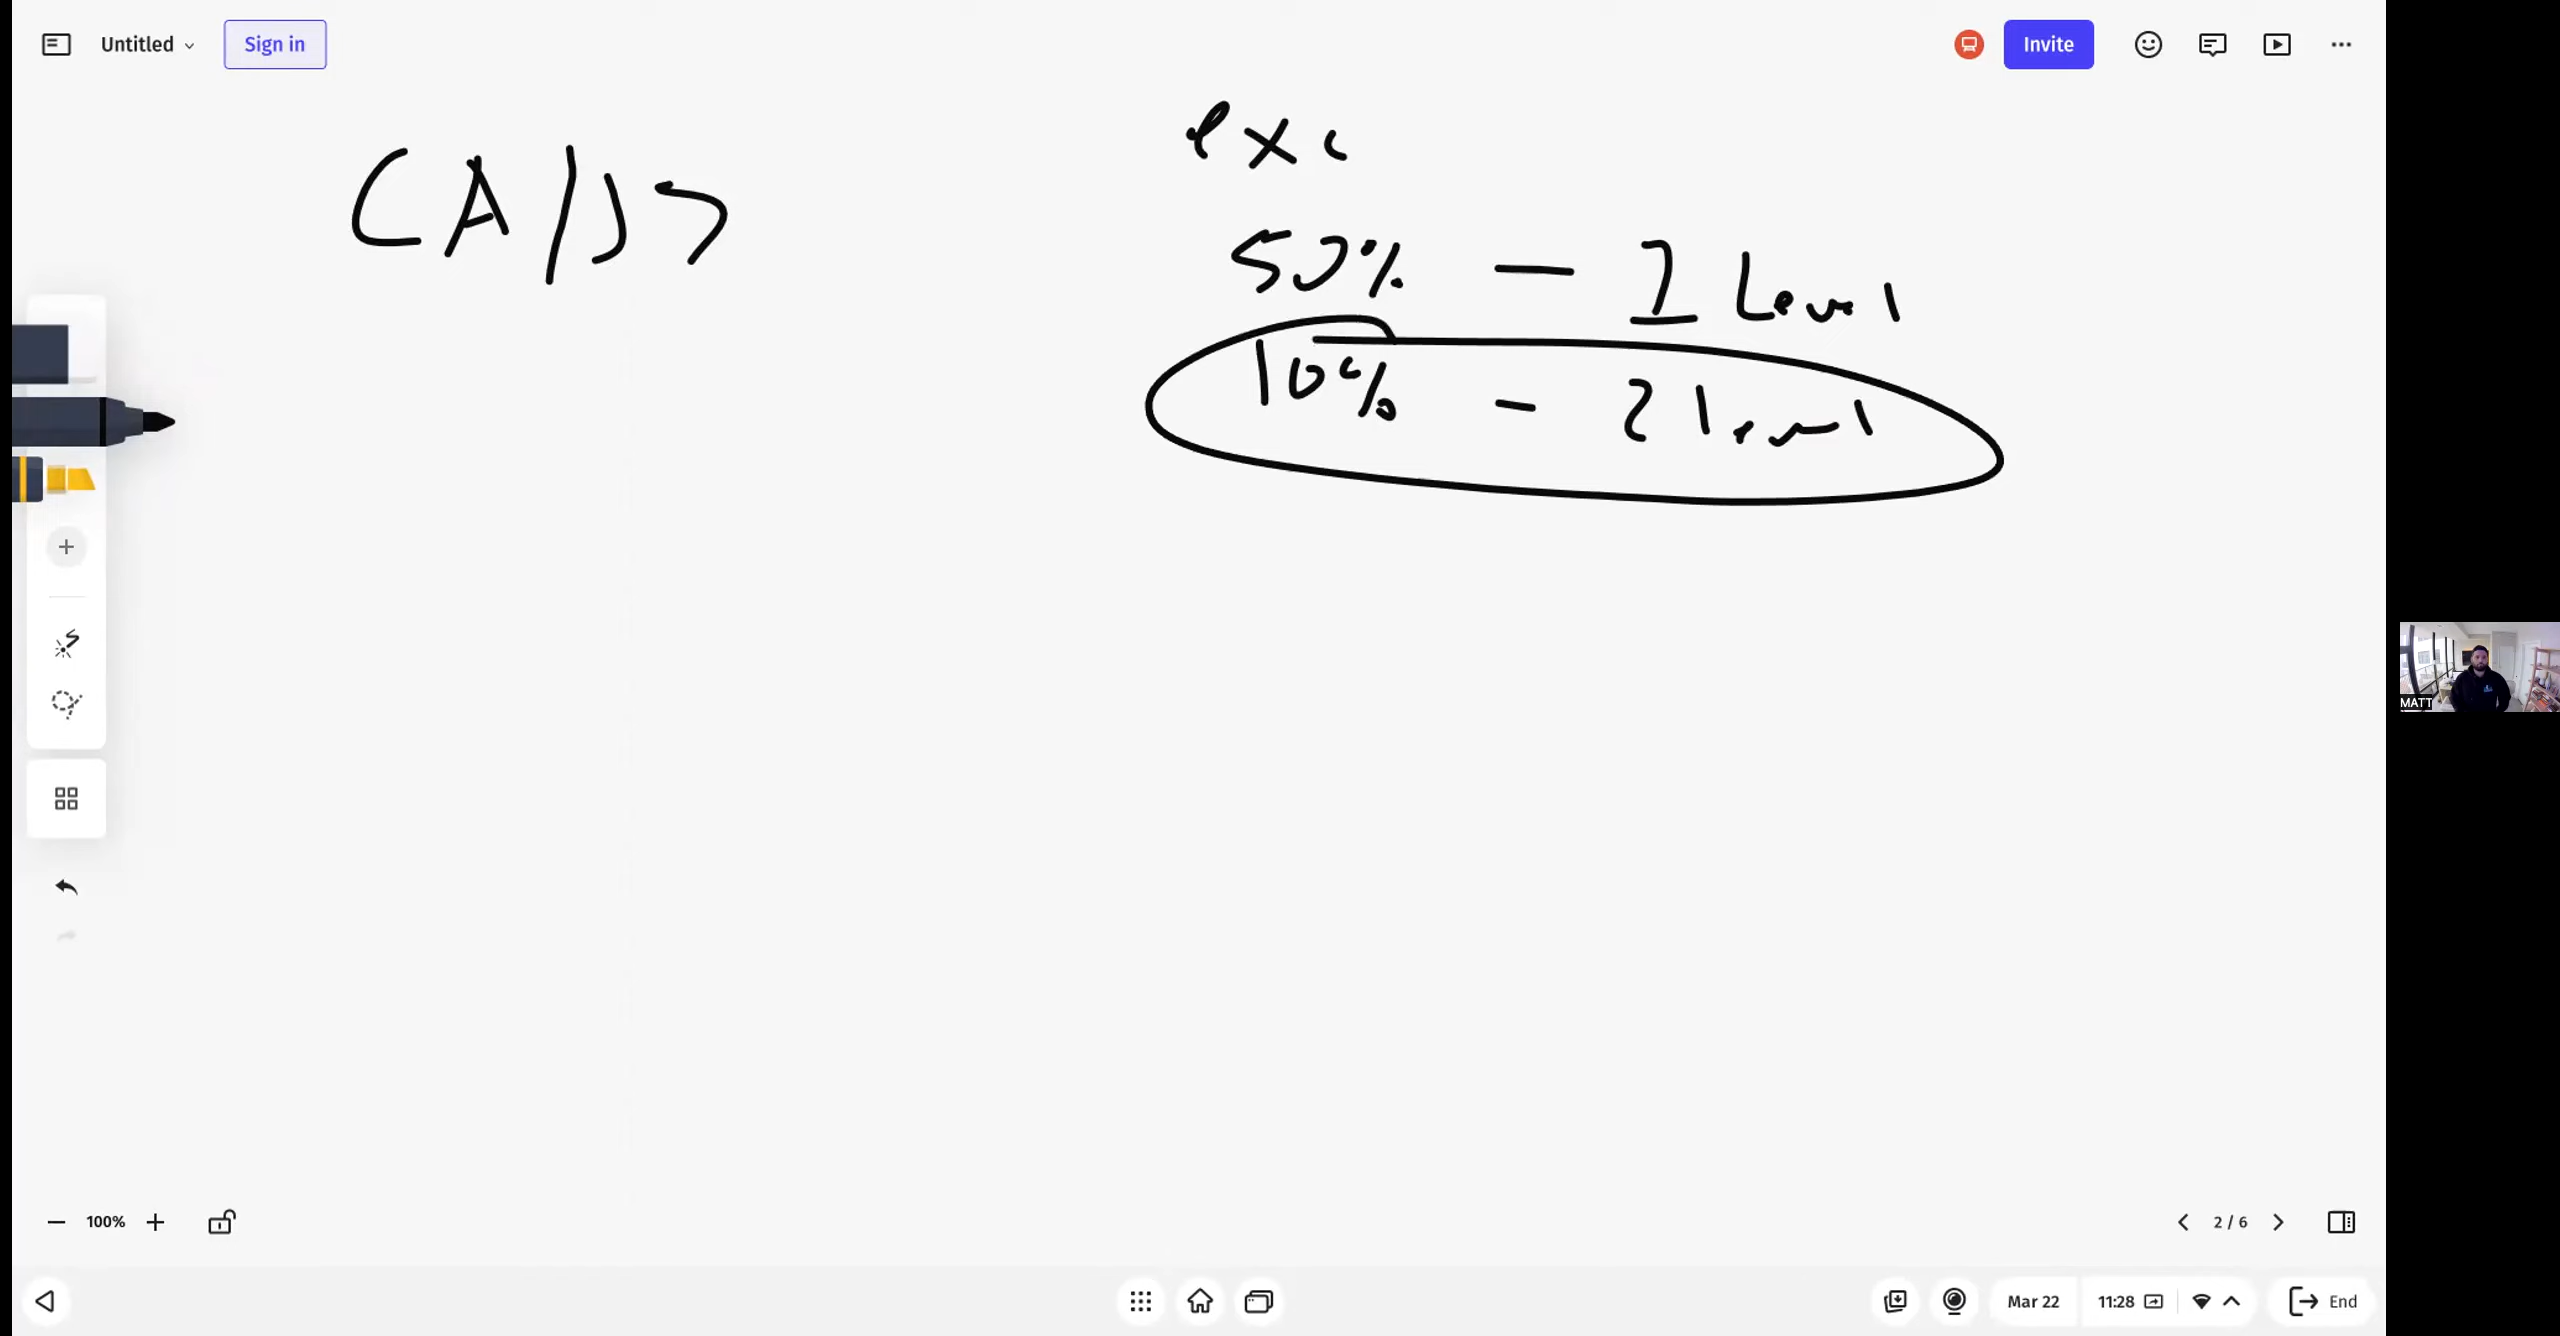 Untitled
Sign in
Invite
exc
50% — 1 Level
10% - 2 level
MATT
100%
2 / 6
Mar 22
11:28
End